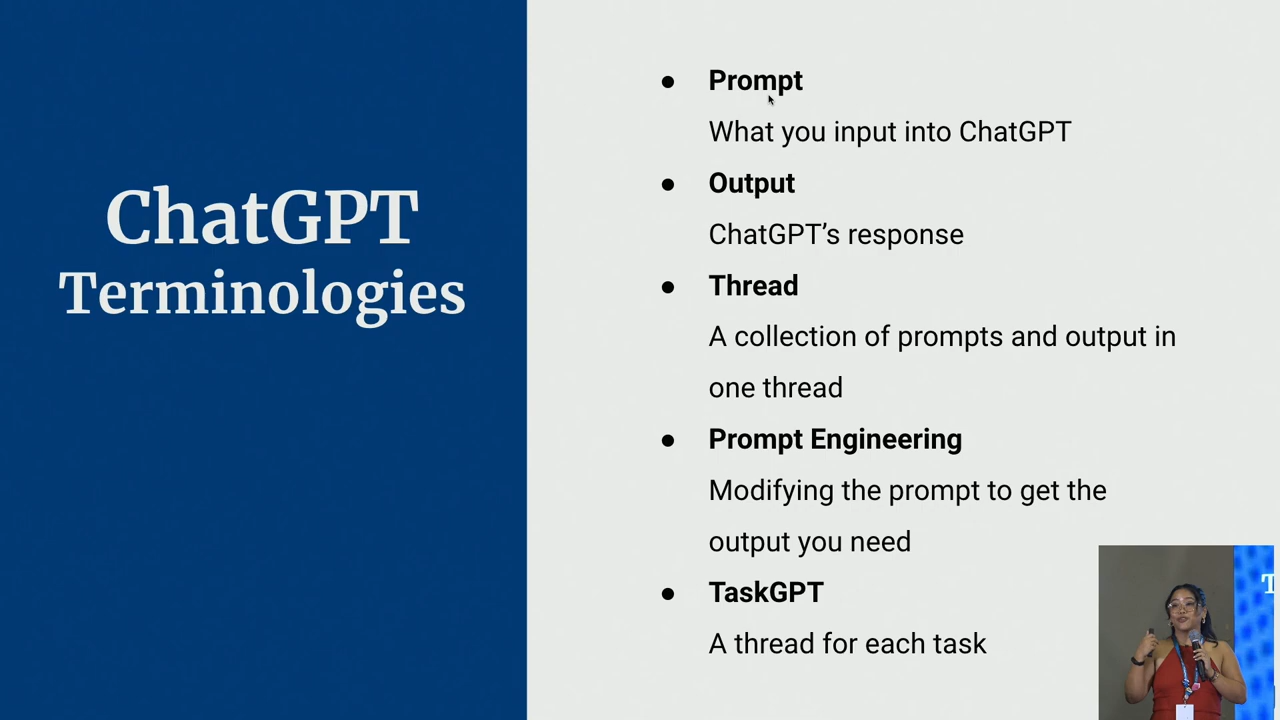 ChatGPT
Terminologies
● Prompt
What you input into ChatGPT
● Output
ChatGPT’s response
● Thread
A collection of prompts and output in
one thread
● Prompt Engineering
Modifying the prompt to get the
output you need
● TaskGPT
A thread for each task
T